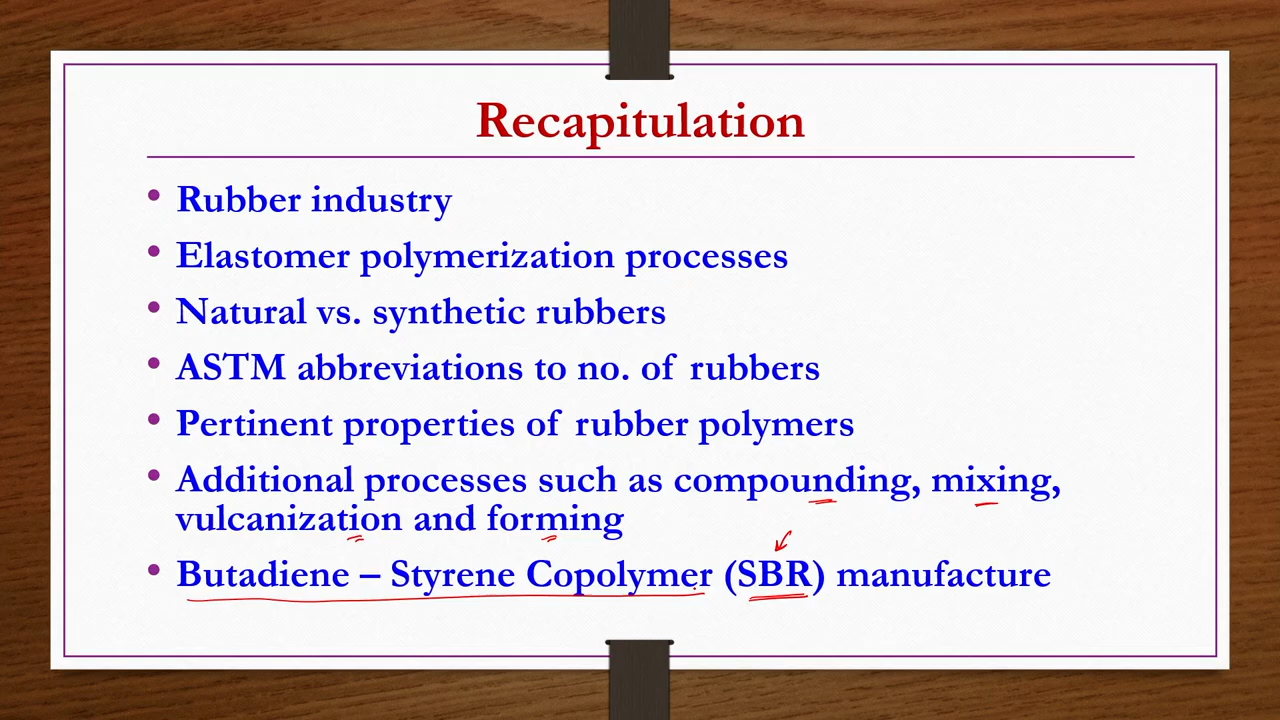 Recapitulation
• Rubber industry
• Elastomer polymerization processes
• Natural vs. synthetic rubbers
• ASTM abbreviations to no. of rubbers
• Pertinent properties of rubber polymers
• Additional processes such as compounding, mixing,
vulcanization and forming
• Butadiene – Styrene Copolymer (SBR) manufacture